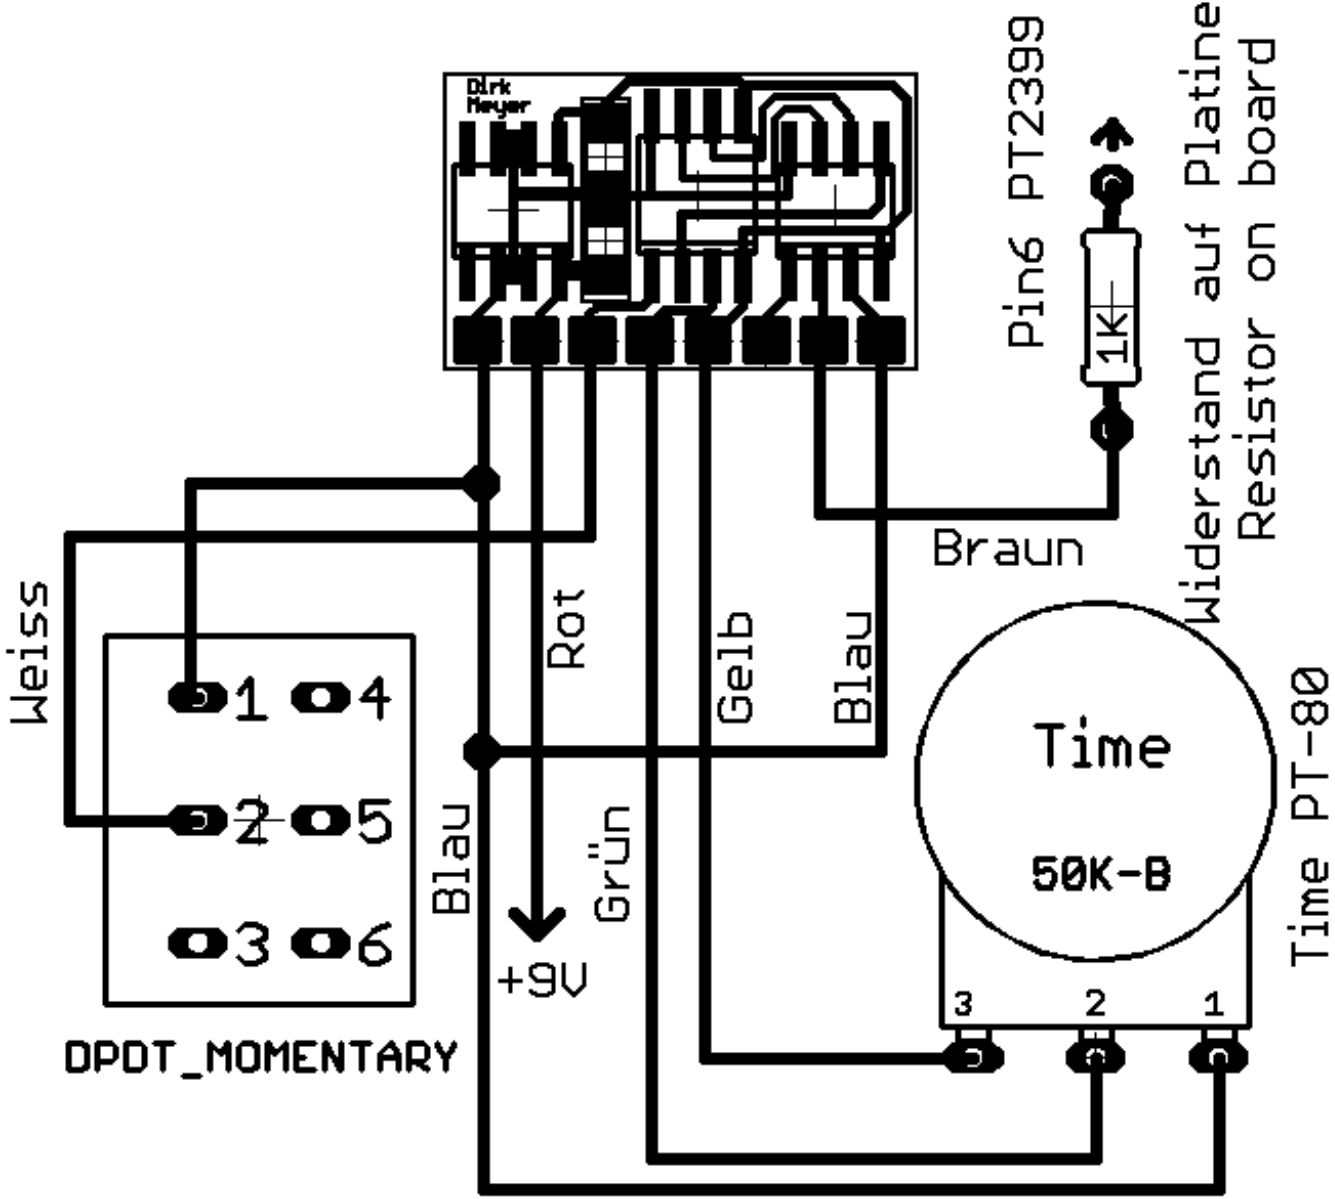 Dirk
Meyer
Pin6 PT2399
Widerstand auf Platine
Resistor on board
1K
Braun
Weiss
Rot
Gelb
Blau
1 4
2 5
3 6
DPDT_MOMENTARY
Blau
+9V
Grün
Time
50K-B
3 2 1
Time PT-80